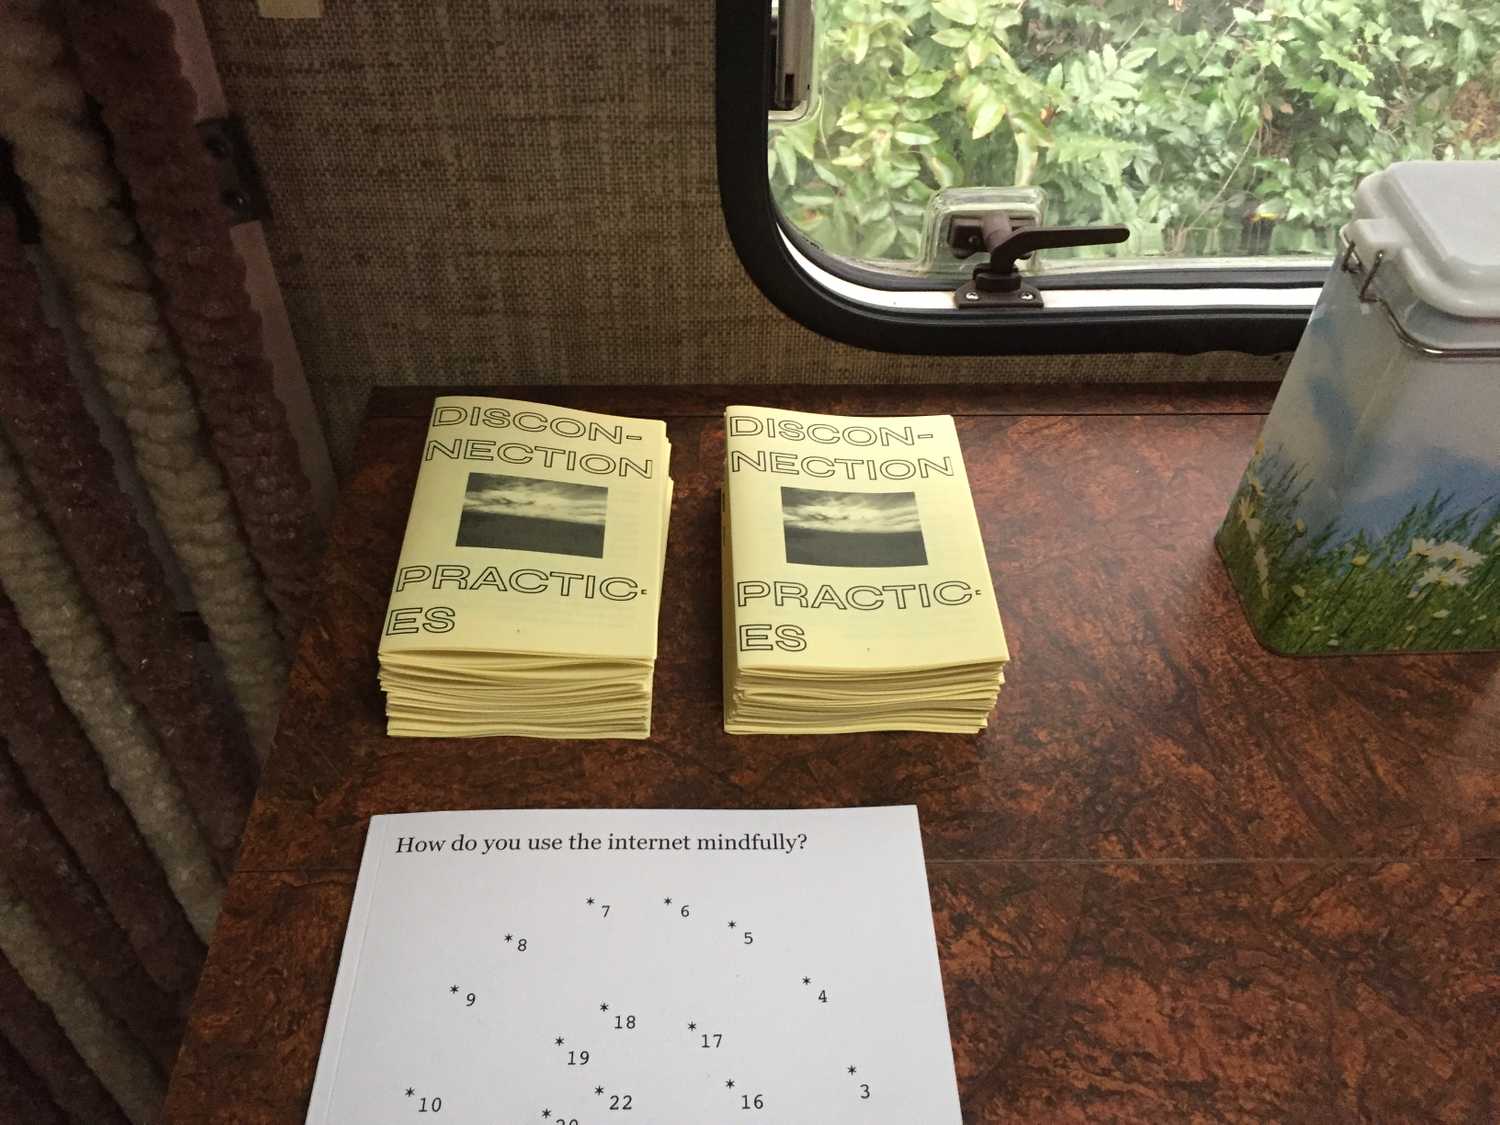 DISCON-
NECTION
PRACTIC-
ES
DISCON-
NECTION
PRACTIC-
ES
How do you use the internet mindfully?
7
6
5
8
4
9
18
17
19
3
10
22
16
20